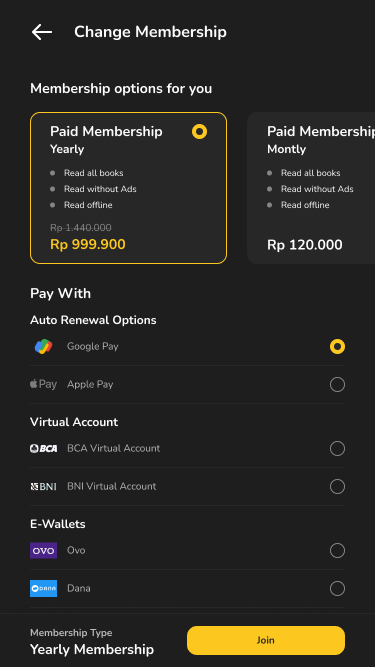 Change Membership
Membership options for you
Paid Membership
Yearly
Read all books
Read without Ads
Read offline
Rp 1.440.000
Rp 999.900
Paid Membership
Montly
Read all books
Read without Ads
Read offline
Rp 120.000
Pay With
Auto Renewal Options
Google Pay
Pay Apple Pay
Virtual Account
BCA BCA Virtual Account
BNI BNI Virtual Account
E-Wallets
OVO Ovo
DANA Dana
Membership Type
Yearly Membership
Join